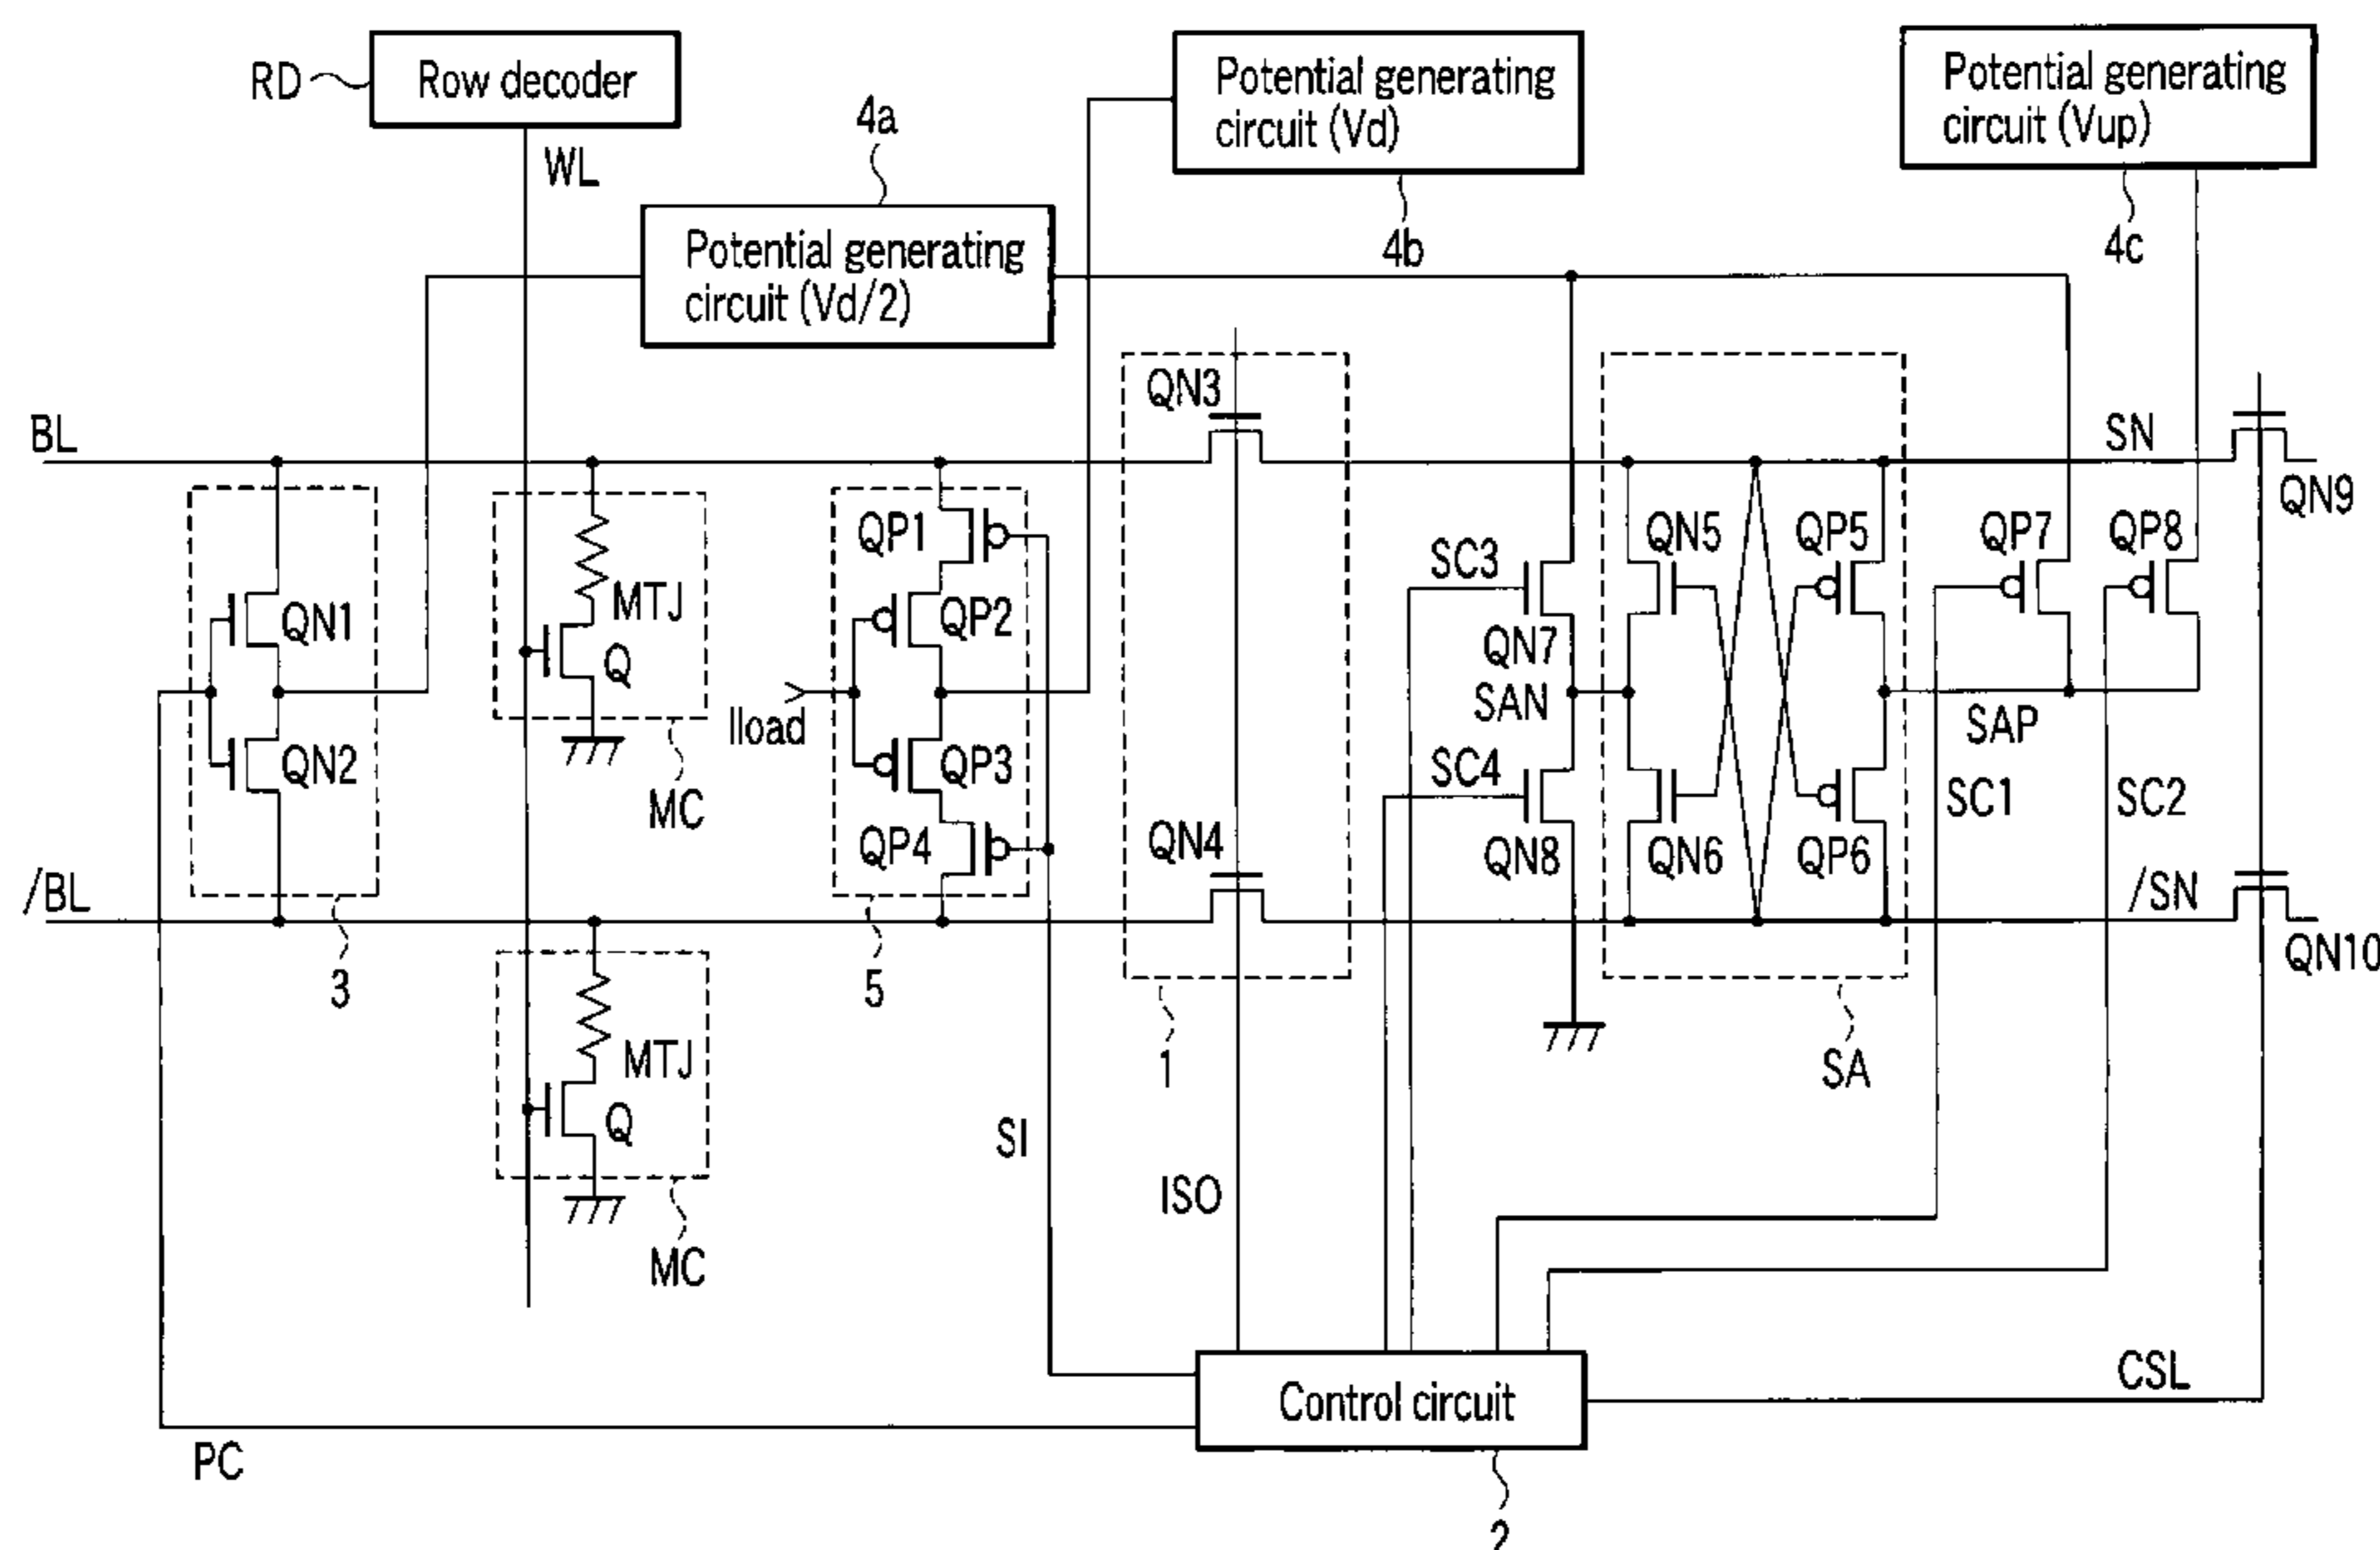 RD
Row decoder
Potential generating
circuit (Vd)
Potential generating
circuit (Vup)
4a
WL
4b
4c
Potential generating
circuit (Vd/2)
BL
QN3
SN
QN9
QP1
SC3
QN5
QP5
QP7
QP8
QN1
MTJ
QP2
Q
QN7
Iload
SAN
SAP
QN2
QP3
SC4
SC1
SC2
MC
QP4
QN4
QN8
QN6
QP6
/BL
/SN
QN10
3
5
1
SA
MTJ
Q
SI
ISO
MC
Control circuit
CSL
PC
2